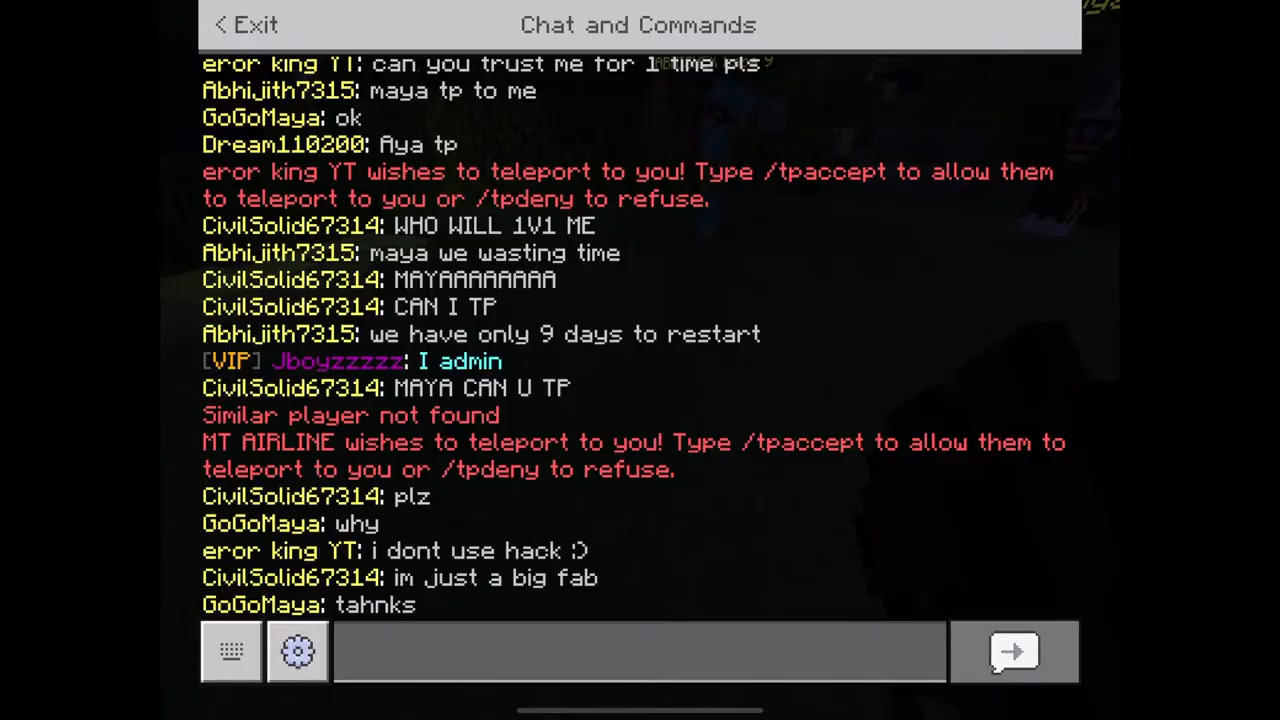 < Exit
Chat and Commands
eror king YT: can you trust me for 1 time pls
Abhijith7315: maya tp to me
GoGoMaya: ok
Dream110200: Aya tp
eror king YT wishes to teleport to you! Type /tpaccept to allow them
to teleport to you or /tpdeny to refuse.
CivilSolid67314: WHO WILL 1V1 ME
Abhijith7315: maya we wasting time
CivilSolid67314: MAYAAAAAAAA
CivilSolid67314: CAN I TP
Abhijith7315: we have only 9 days to restart
[VIP] Jboyzzzzz: I admin
CivilSolid67314: MAYA CAN U TP
Similar player not found
MT AIRLINE wishes to teleport to you! Type /tpaccept to allow them to
teleport to you or /tpdeny to refuse.
CivilSolid67314: plz
GoGoMaya: why
eror king YT: i dont use hack :)
CivilSolid67314: im just a big fab
GoGoMaya: tahnks